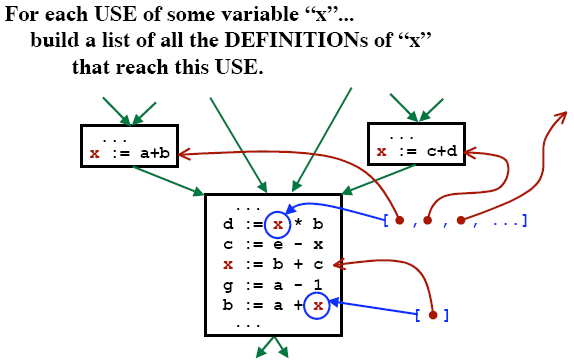 For each USE of some variable “x”...
build a list of all the DEFINITIONs of “x”
that reach this USE.
...
x := a+b
...
x := c+d
...
d := x * b
c := e - x
x := b + c
g := a - 1
b := a + x
...
[ , , , ...]
[ ]